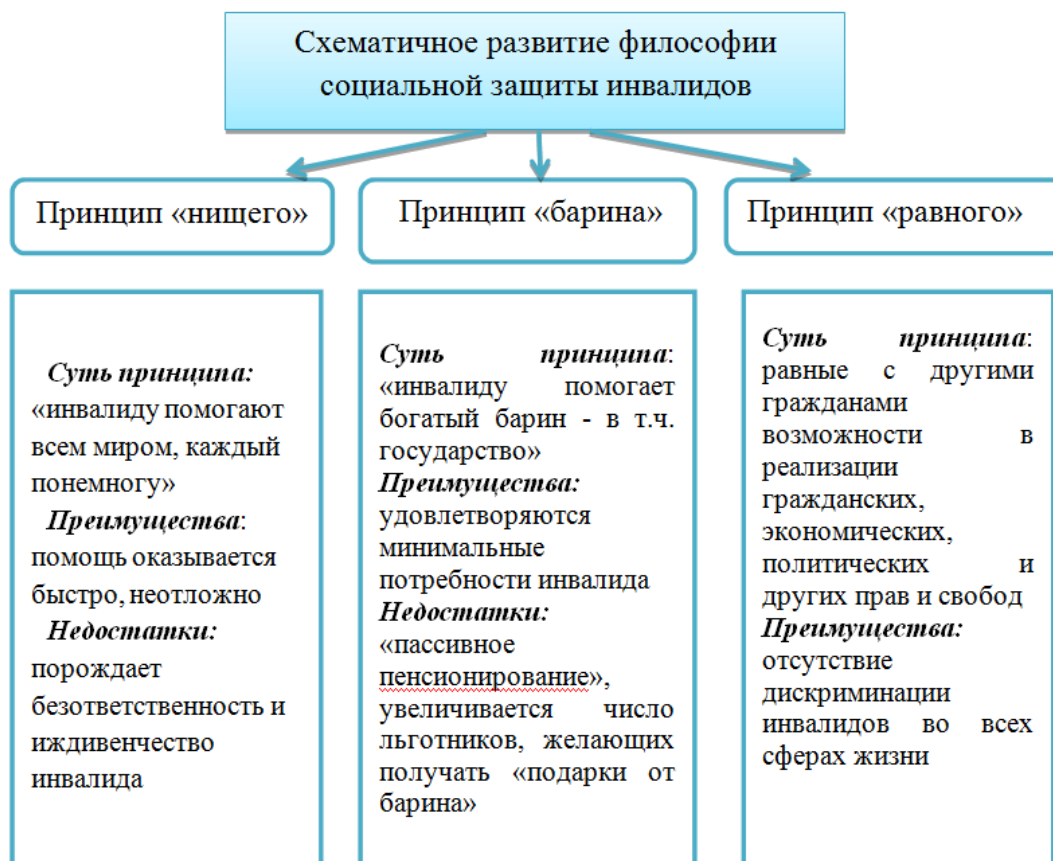 Схематичное развитие философии
социальной защиты инвалидов
Принцип «нищего»
Принцип «барина»
Принцип «равного»
Суть принципа:
«инвалиду помогают
всем миром, каждый
понемногу»
Преимущества:
помощь оказывается
быстро, неотложно
Недостатки:
порождает
безответственность и
иждивенчество
инвалида
Суть принципа:
«инвалиду помогает
богатый барин - в т.ч.
государство»
Преимущества:
удовлетворяются
минимальные
потребности инвалида
Недостатки:
«пассивное
пенсионирование»,
увеличивается число
льготников, желающих
получать «подарки от
барина»
Суть принципа:
равные с другими
гражданами
возможности в
реализации
гражданских,
экономических,
политических и
других прав и свобод
Преимущества:
отсутствие
дискриминации
инвалидов во всех
сферах жизни